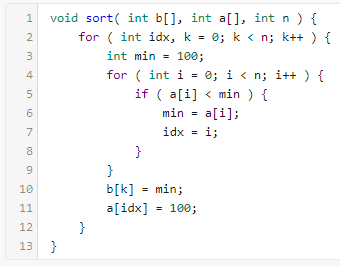 1 void sort( int b[], int a[], int n ) {
2     for ( int idx, k = 0; k < n; k++ ) {
3         int min = 100;
4         for ( int i = 0; i < n; i++ ) {
5             if ( a[i] < min ) {
6                 min = a[i];
7                 idx = i;
8             }
9         }
10         b[k] = min;
11         a[idx] = 100;
12     }
13 }